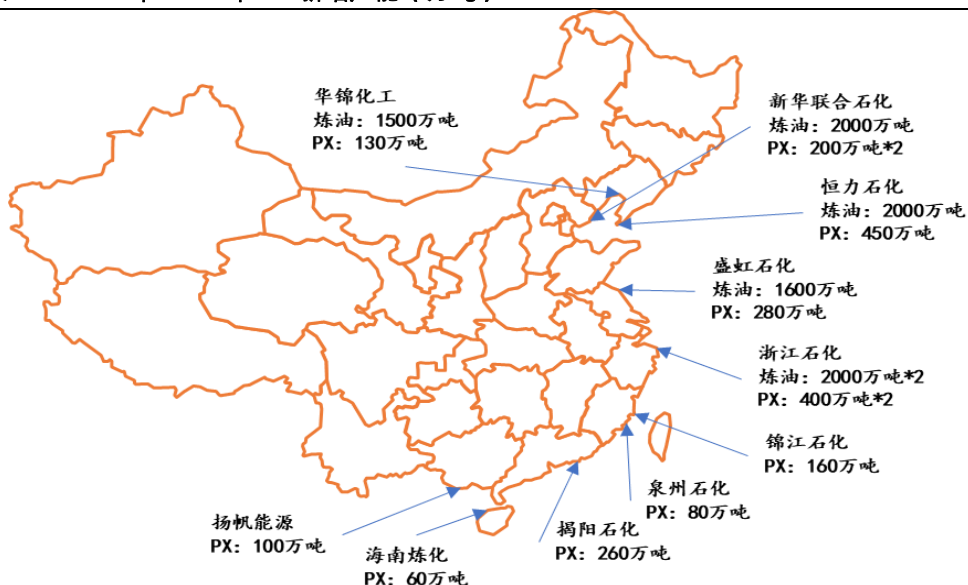 华锦化工
炼油：1500万吨
PX：130万吨
新华联合石化
炼油：2000万吨
PX：200万吨*2
恒力石化
炼油：2000万吨
PX：450万吨
盛虹石化
炼油：1600万吨
PX：280万吨
浙江石化
炼油：2000万吨*2
PX：400万吨*2
锦江石化
PX：160万吨
泉州石化
PX：80万吨
揭阳石化
PX：260万吨
海南炼化
PX：60万吨
扬帆能源
PX：100万吨